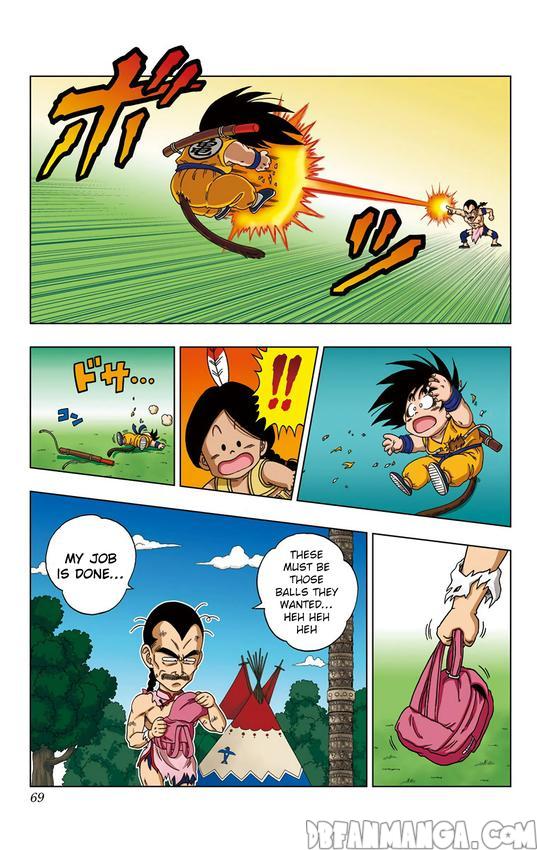 ボッ
!!
ドサ…
コン
THESE
MUST BE
THOSE
BALLS THEY
WANTED...
HEH HEH
HEH
MY JOB
IS DONE...
69
DBFANMANGA.COM